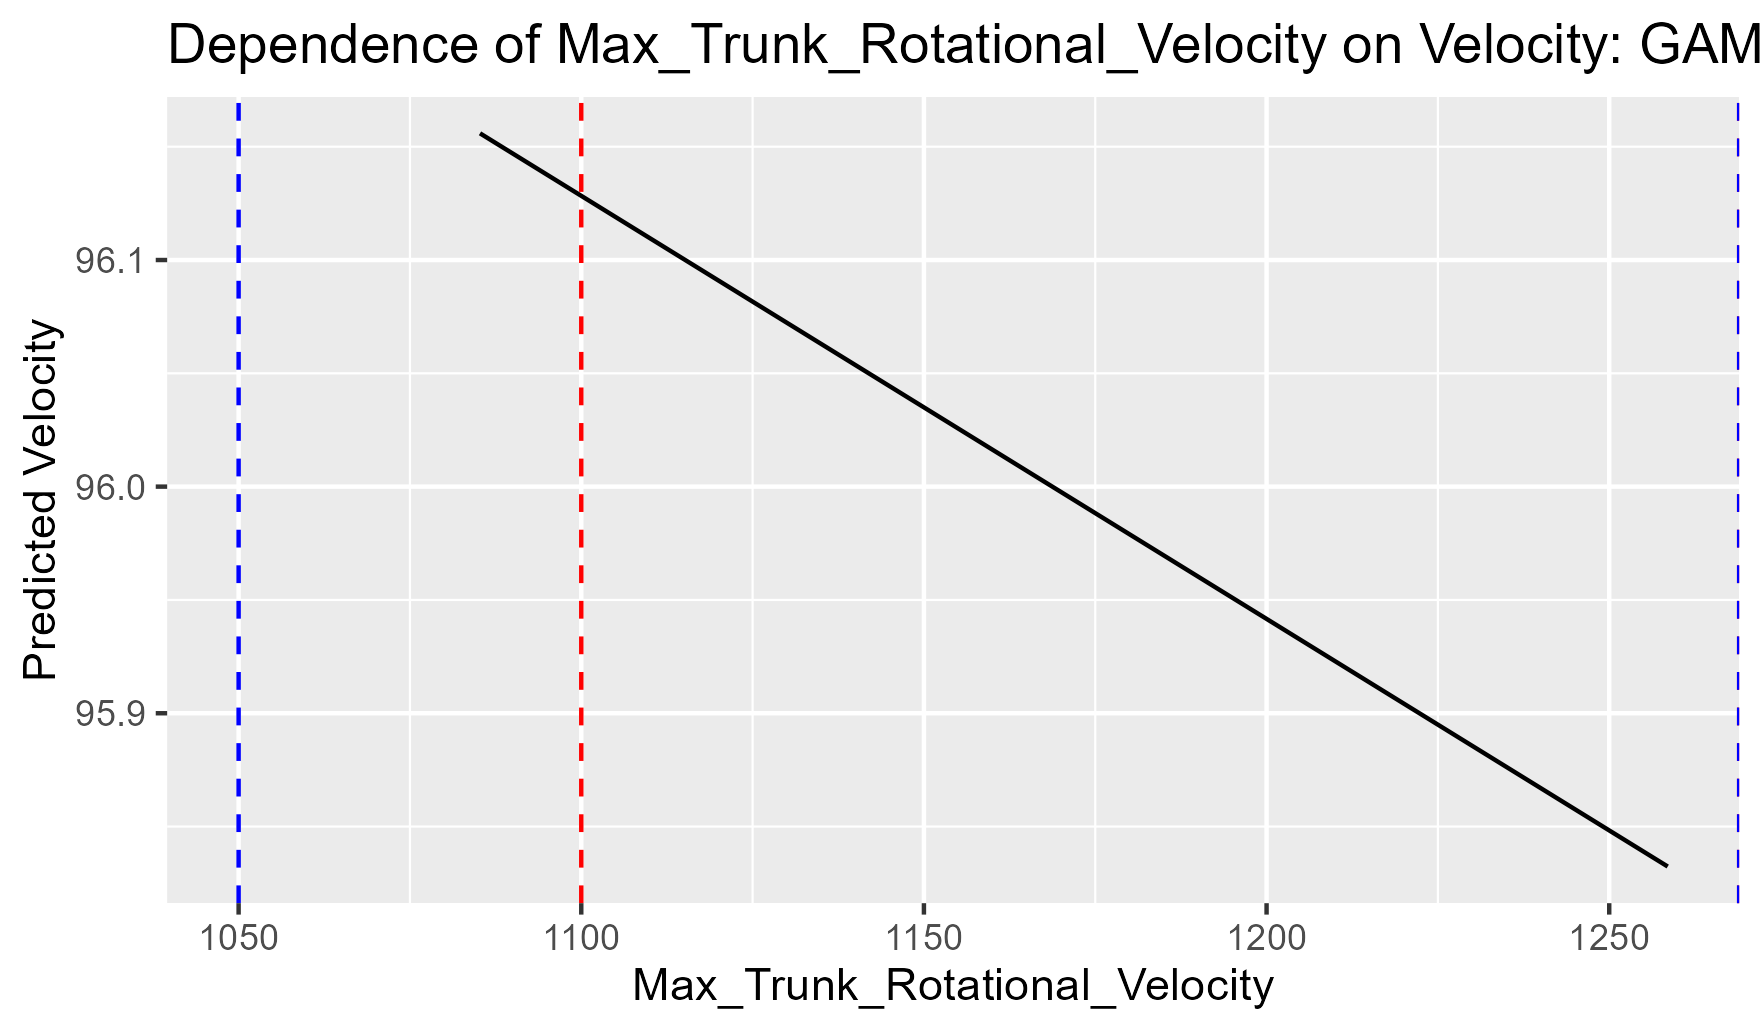 Dependence of Max_Trunk_Rotational_Velocity on Velocity: GAM
Predicted Velocity
96.1
96.0
95.9
1050 1100 1150 1200 1250
Max_Trunk_Rotational_Velocity